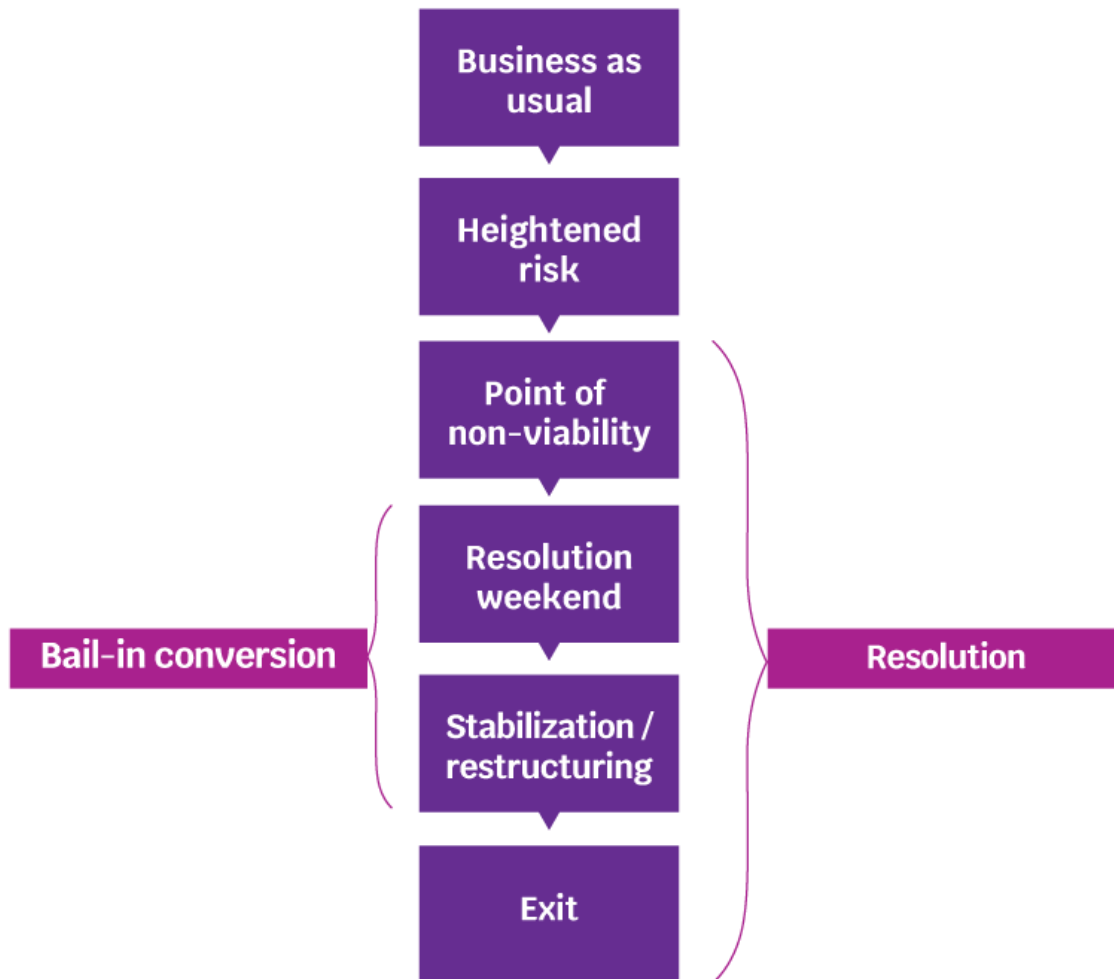 Business as
usual
Heightened
risk
Point of
non-viability
Resolution
weekend
Bail-in conversion
Resolution
Stabilization /
restructuring
Exit